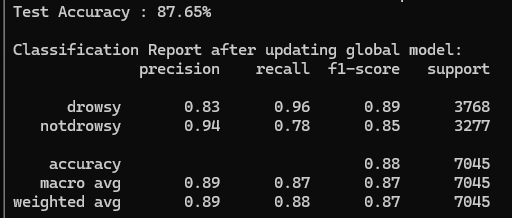 Test Accuracy : 87.65%
Classification Report after updating global model:
precision recall f1-score support
drowsy 0.83 0.96 0.89 3768
notdrowsy 0.94 0.78 0.85 3277
accuracy 0.88 7045
macro avg 0.89 0.87 0.87 7045
weighted avg 0.89 0.88 0.87 7045